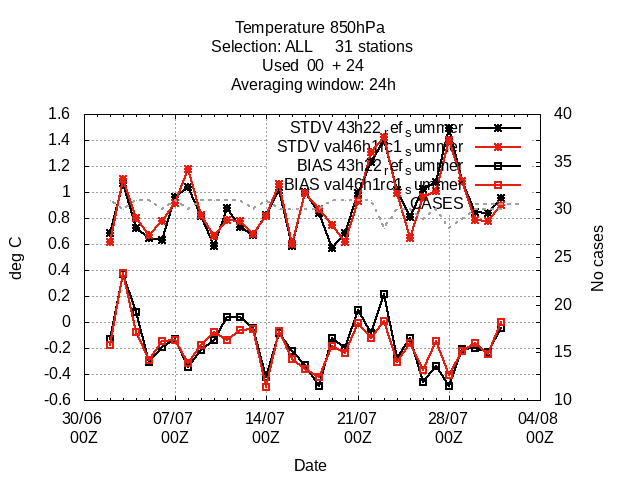 Temperature 850hPa
Selection: ALL 31 stations
Used 00 + 24
Averaging window: 24h
1.6
1.4
1.2
1
0.8
0.6
0.4
0.2
0
-0.2
-0.4
-0.6
deg C
STDV 43h22_ref_summer
STDV val46h1rc1_summer
BIAS 43h22_ref_summer
BIAS val46h1rc1_summer
CASES
40
35
30
25
20
15
10
No cases
30/06 07/07 14/07 21/07 28/07 04/08
00Z 00Z 00Z 00Z 00Z 00Z
Date